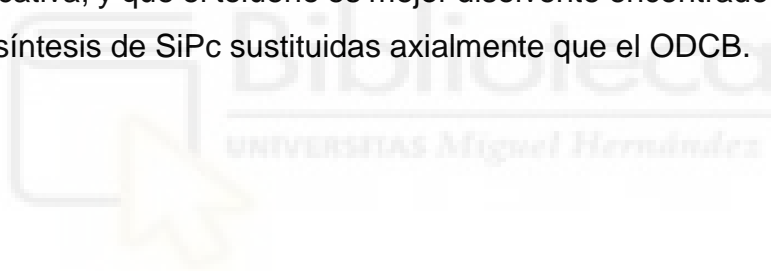 cativa, y que el tolueno es mejor disolvente encontrado
síntesis de SiPc sustituidas axialmente que el ODCB.
Biblioteca
UNIVERSITAS Miguel Hernández